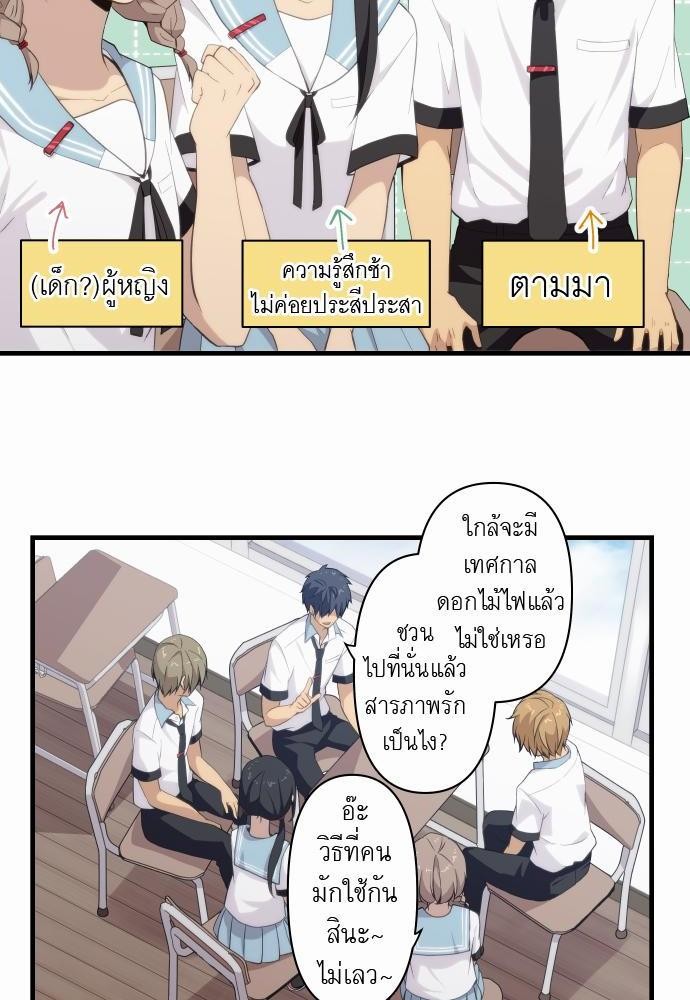 (เด็ก?)ผู้หญิง
ความรู้สึกช้า
ไม่ค่อยประสีประสา
ตามมา
ใกล้จะมี
เทศกาล
ดอกไม้ไฟแล้ว
ไม่ใช่เหรอ
ชวน
ไปที่นั่นแล้ว
สารภาพรัก
เป็นไง?
อ๊ะ
วิธีที่คน
มักใช้กัน
สินะ~
ไม่เลว~